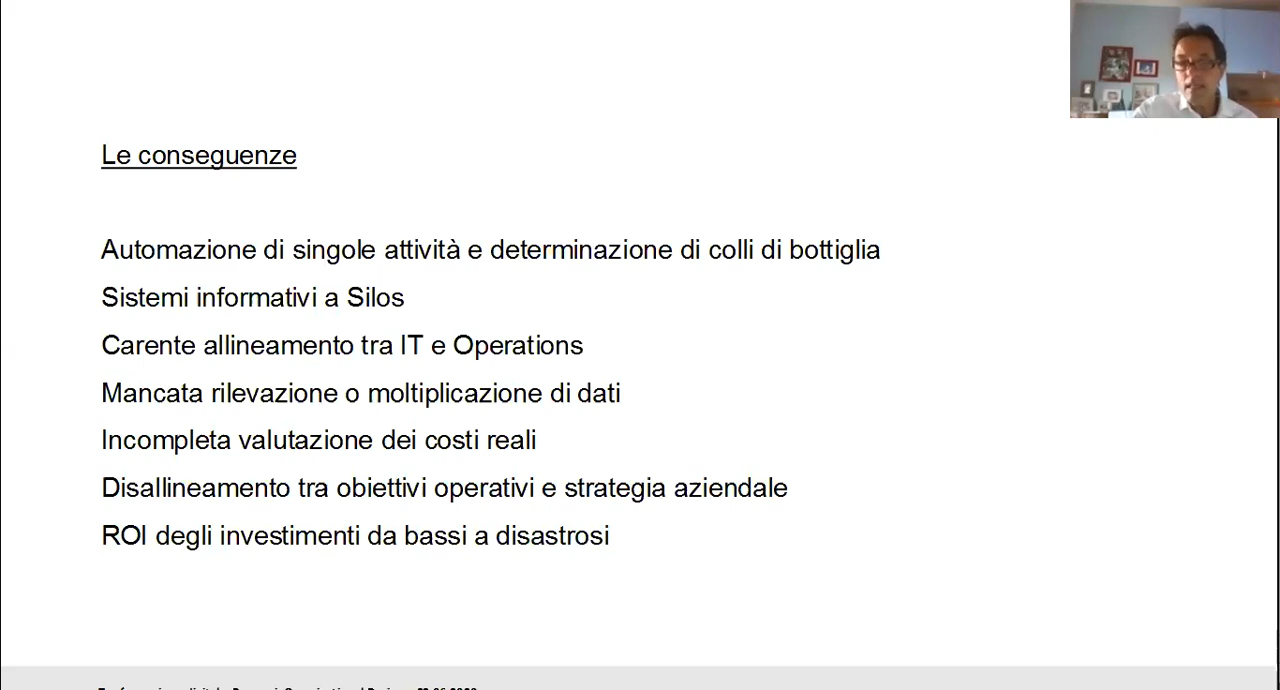 Le conseguenze
Automazione di singole attività e determinazione di colli di bottiglia
Sistemi informativi a Silos
Carente allineamento tra IT e Operations
Mancata rilevazione o moltiplicazione di dati
Incompleta valutazione dei costi reali
Disallineamento tra obiettivi operativi e strategia aziendale
ROI degli investimenti da bassi a disastrosi